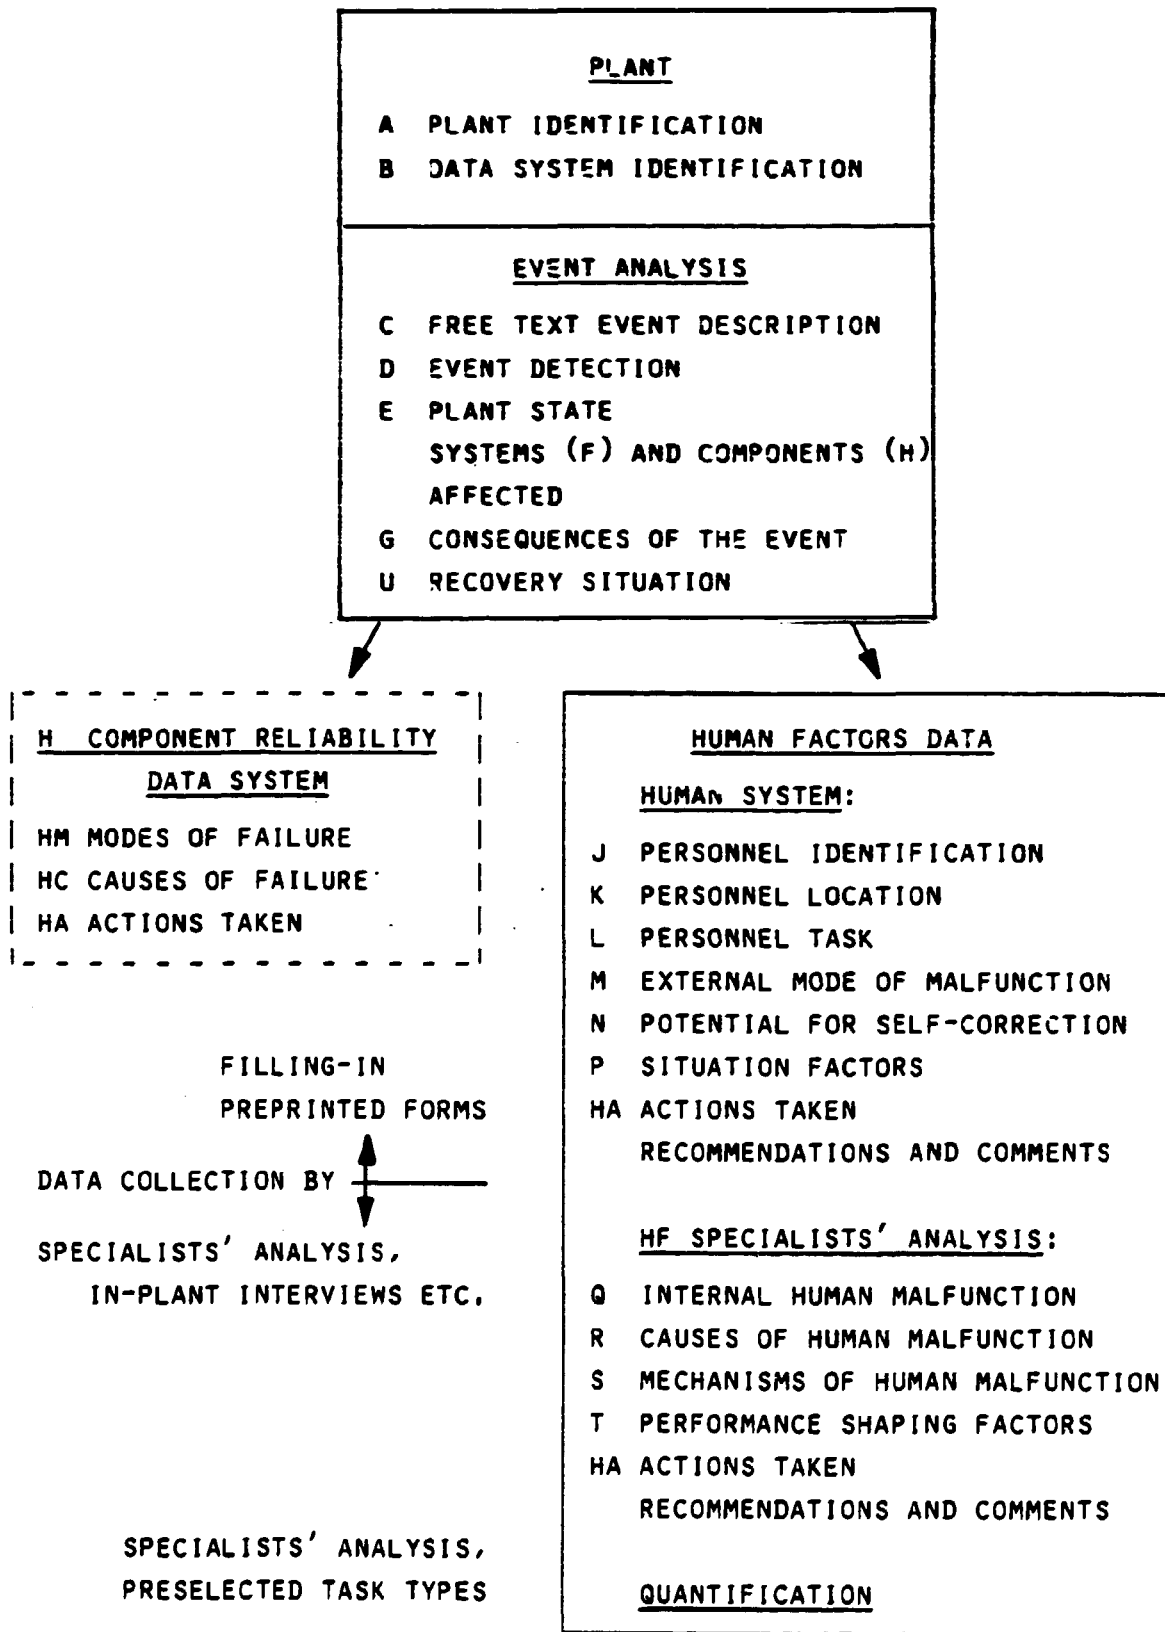 PLANT
A PLANT IDENTIFICATION
B DATA SYSTEM IDENTIFICATION
EVENT ANALYSIS
C FREE TEXT EVENT DESCRIPTION
D EVENT DETECTION
E PLANT STATE
SYSTEMS (F) AND COMPONENTS (H)
AFFECTED
G CONSEQUENCES OF THE EVENT
U RECOVERY SITUATION
H COMPONENT RELIABILITY
DATA SYSTEM
HM MODES OF FAILURE
HC CAUSES OF FAILURE
HA ACTIONS TAKEN
FILLING-IN
PREPRINTED FORMS
DATA COLLECTION BY
SPECIALISTS' ANALYSIS,
IN-PLANT INTERVIEWS ETC.
SPECIALISTS' ANALYSIS,
PRESELECTED TASK TYPES
HUMAN FACTORS DATA
HUMAN SYSTEM:
J PERSONNEL IDENTIFICATION
K PERSONNEL LOCATION
L PERSONNEL TASK
M EXTERNAL MODE OF MALFUNCTION
N POTENTIAL FOR SELF-CORRECTION
P SITUATION FACTORS
HA ACTIONS TAKEN
RECOMMENDATIONS AND COMMENTS
HF SPECIALISTS' ANALYSIS:
Q INTERNAL HUMAN MALFUNCTION
R CAUSES OF HUMAN MALFUNCTION
S MECHANISMS OF HUMAN MALFUNCTION
T PERFORMANCE SHAPING FACTORS
HA ACTIONS TAKEN
RECOMMENDATIONS AND COMMENTS
QUANTIFICATION